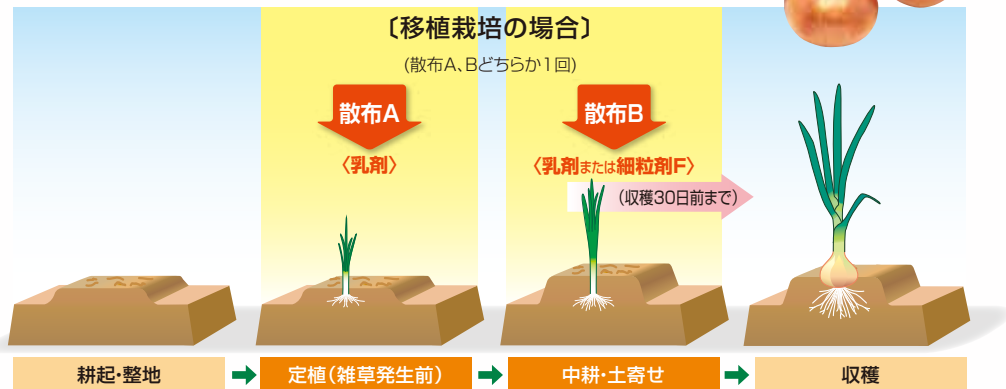 〔移植栽培の場合〕
(散布A、Bどちらか1回)
散布A
〈乳剤〉
散布B
〈乳剤または細粒剤F〉
(収穫30日前まで)
耕起・整地
定植(雑草発生前)
中耕・土寄せ
収穫